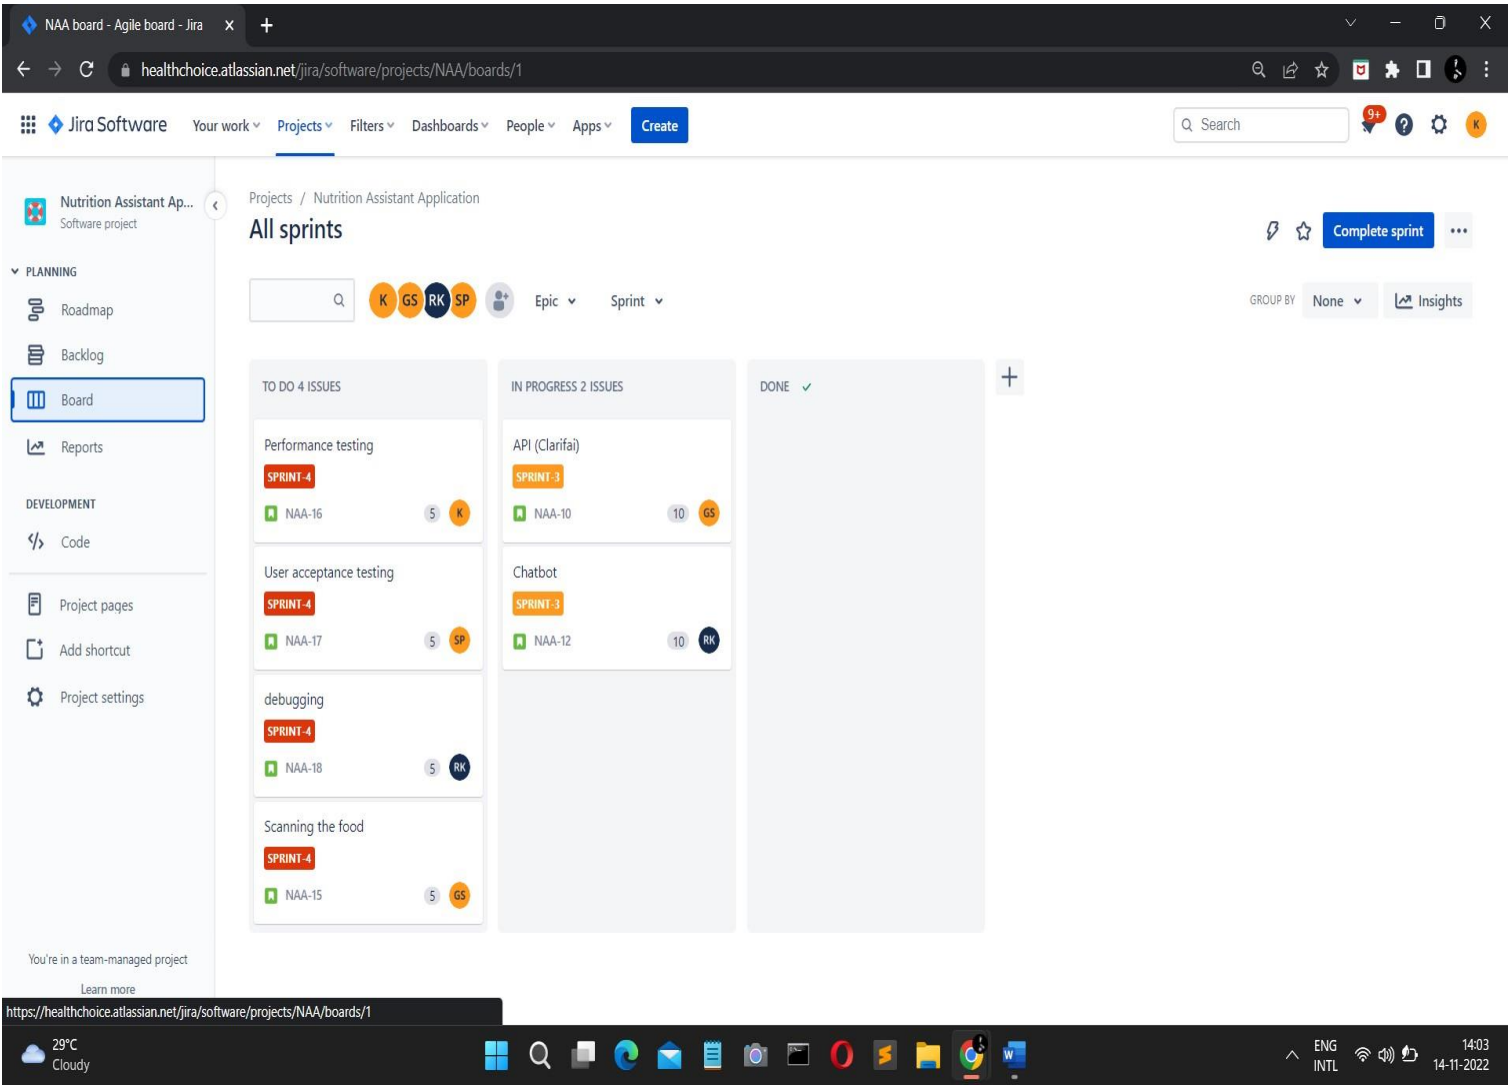 NAA board - Agile board - Jira
healthchoice.atlassian.net/jira/software/projects/NAA/boards/1
Jira Software Your work Projects Filters Dashboards People Apps Create Search 9+ K
Nutrition Assistant Ap...
Software project
PLANNING
Roadmap
Backlog
Board
Reports
DEVELOPMENT
Code
Project pages
Add shortcut
Project settings
You're in a team-managed project
Learn more
Projects / Nutrition Assistant Application
All sprints
Complete sprint
K GS RK SP Epic Sprint GROUP BY None Insights
TO DO 4 ISSUES
Performance testing
SPRINT-4
NAA-16 5 K
User acceptance testing
SPRINT-4
NAA-17 5 SP
debugging
SPRINT-4
NAA-18 5 RK
Scanning the food
SPRINT-4
NAA-15 5 GS
IN PROGRESS 2 ISSUES
API (Clarifai)
SPRINT-3
NAA-10 10 GS
Chatbot
SPRINT-3
NAA-12 10 RK
DONE
https://healthchoice.atlassian.net/jira/software/projects/NAA/boards/1
29°C
Cloudy
ENG
INTL
14:03
14-11-2022